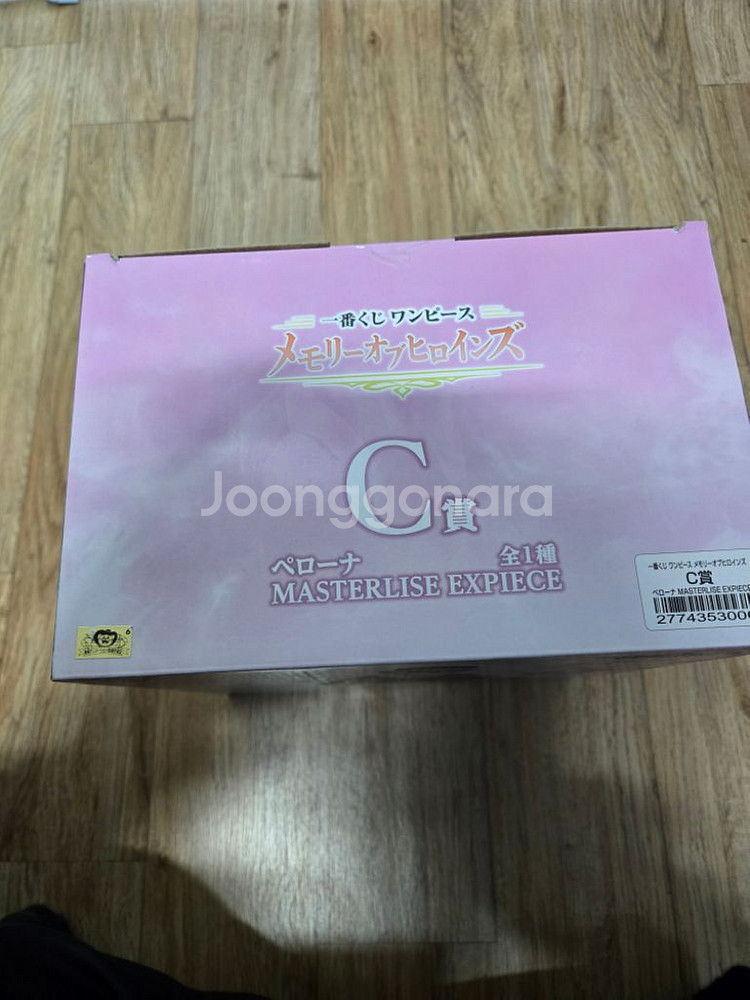 一番くじ ワンピース
メモリーオブヒロインズ
C賞
Joonggonara
ペローナ
全1種
MASTERLISE EXPIECE
一番くじ ワンピース メモリーオブヒロインズ
C賞
ペローナ MASTERLISE EXPIECE
2774353000
6